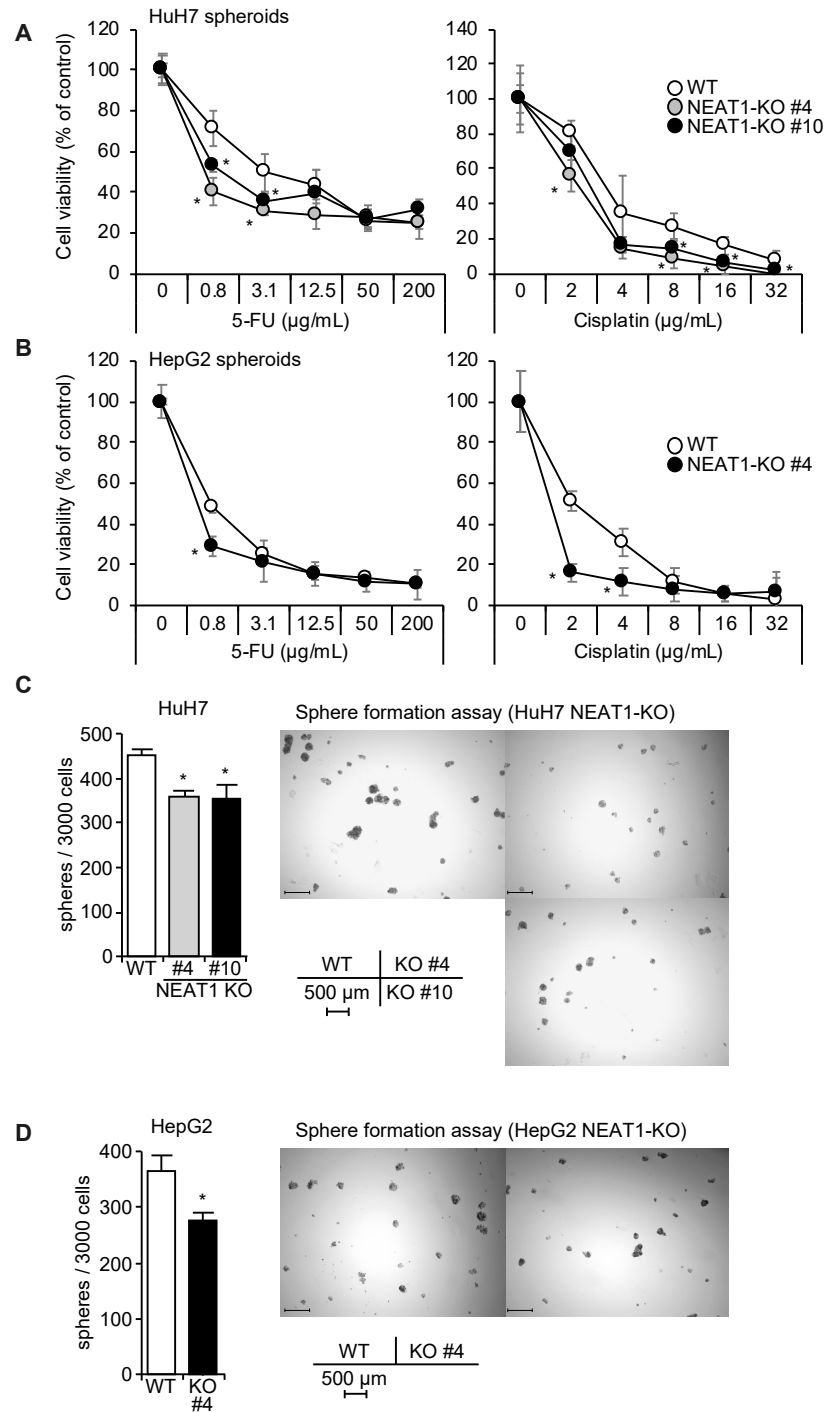 A
HuH7 spheroids
Cell viability (% of control)
120
100
80
60
40
20
0
0 0.8 3.1 12.5 50 200
5-FU (µg/mL)
* * * *
140
120
100
80
60
40
20
0
0 2 4 8 16 32
Cisplatin (µg/mL)
WT
NEAT1-KO #4
NEAT1-KO #10
* * * * * *
B
HepG2 spheroids
Cell viability (% of control)
120
100
80
60
40
20
0
0 0.8 3.1 12.5 50 200
5-FU (µg/mL)
*
120
100
80
60
40
20
0
0 2 4 8 16 32
Cisplatin (µg/mL)
WT
NEAT1-KO #4
* *
C
HuH7
spheres / 3000 cells
500
400
300
200
100
0
* *
WT #4 #10
NEAT1 KO
Sphere formation assay (HuH7 NEAT1-KO)
WT KO #4
500 µm KO #10
D
HepG2
spheres / 3000 cells
400
300
200
100
0
*
WT KO
#4
Sphere formation assay (HepG2 NEAT1-KO)
WT KO #4
500 µm